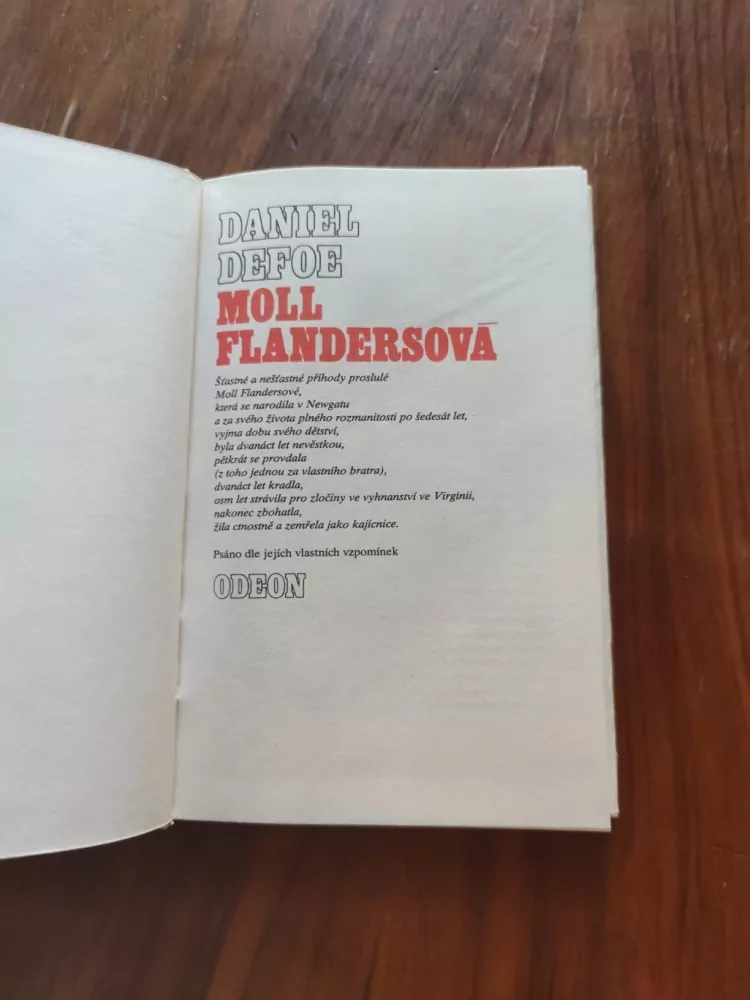 DANIEL
DEFOE
MOLL
FLANDERSOVÁ
Šťastné a nešťastné příhody proslulé
Moll Flandersové,
která se narodila v Newgatu
a za svého života plného rozmanitosti po šedesát let,
vyjma dobu svého dětství,
byla dvanáct let nevěstkou,
pětkrát se provdala
(z toho jednou za vlastního bratra),
dvanáct let kradla,
osm let strávila pro zločiny ve vyhnanství ve Virginii,
nakonec zbohatla,
žila ctnostně a zemřela jako kajícnice.
Psáno dle jejích vlastních vzpomínek
ODEON